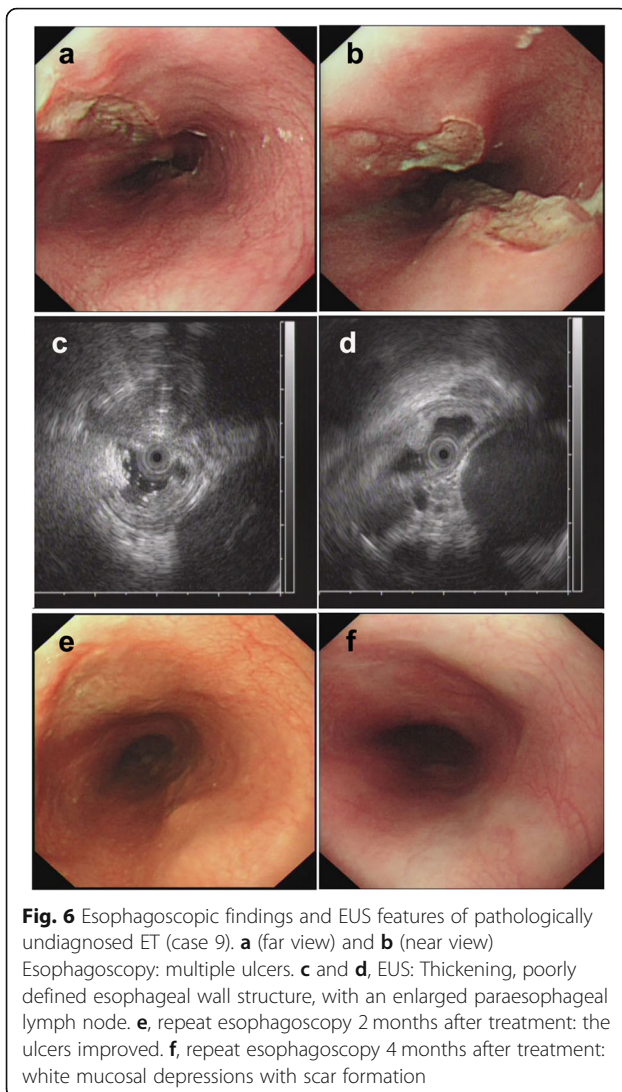 a
b
c
d
e
f
Fig. 6 Esophagoscopic findings and EUS features of pathologically
undiagnosed ET (case 9). a (far view) and b (near view)
Esophagoscopy: multiple ulcers. c and d, EUS: Thickening, poorly
defined esophageal wall structure, with an enlarged paraesophageal
lymph node. e, repeat esophagoscopy 2 months after treatment: the
ulcers improved. f, repeat esophagoscopy 4 months after treatment:
white mucosal depressions with scar formation